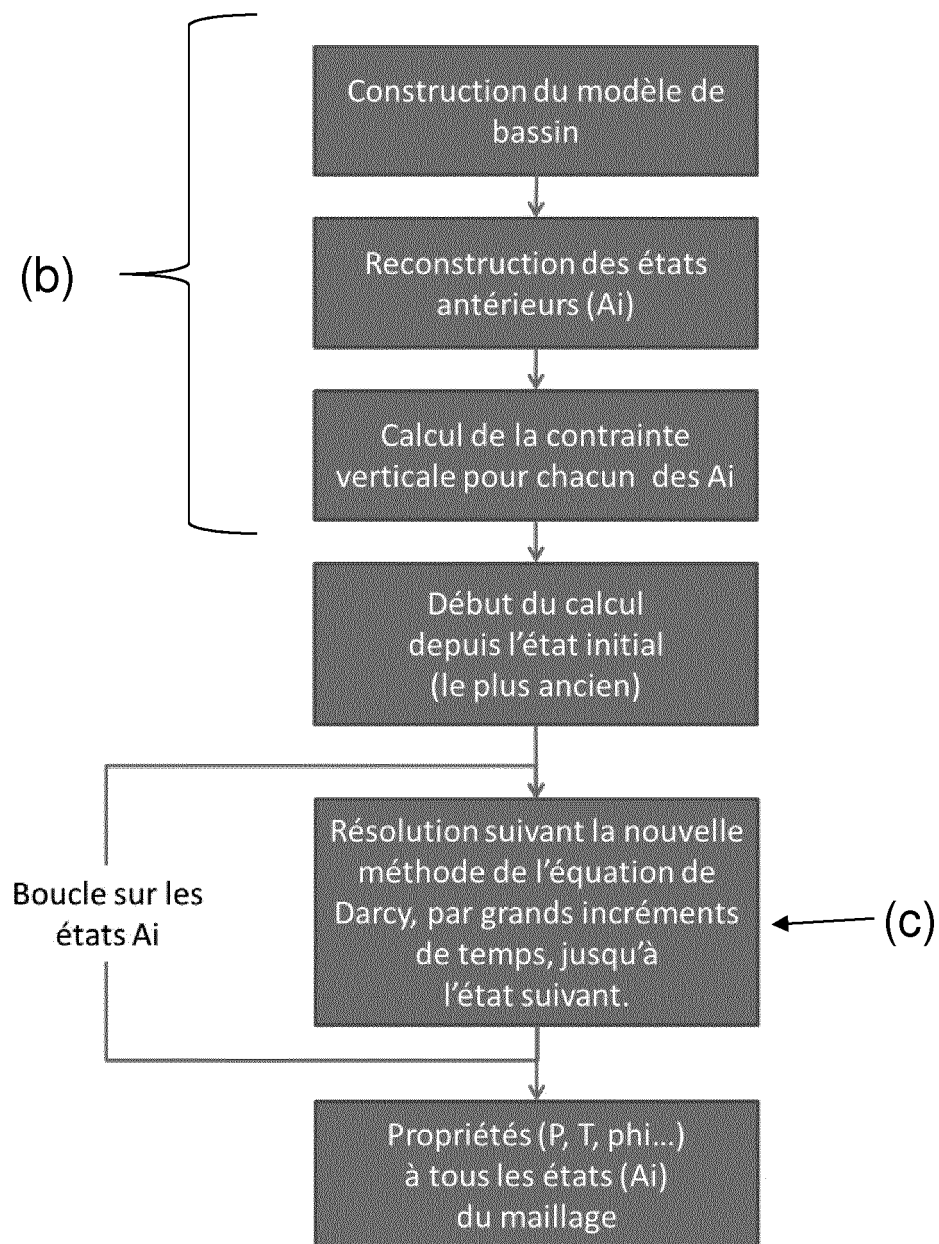 Construction du modèle de
bassin
(b)
Reconstruction des états
antérieurs (Ai)
Calcul de la contrainte
verticale pour chacun des Ai
Début du calcul
depuis l'état initial
(le plus ancien)
Boucle sur les
états Ai
Résolution suivant la nouvelle
méthode de l'équation de
Darcy, par grands incréments
de temps, jusqu'à
l'état suivant.
(c)
Propriétés (P, T, phi...)
à tous les états (Ai)
du maillage